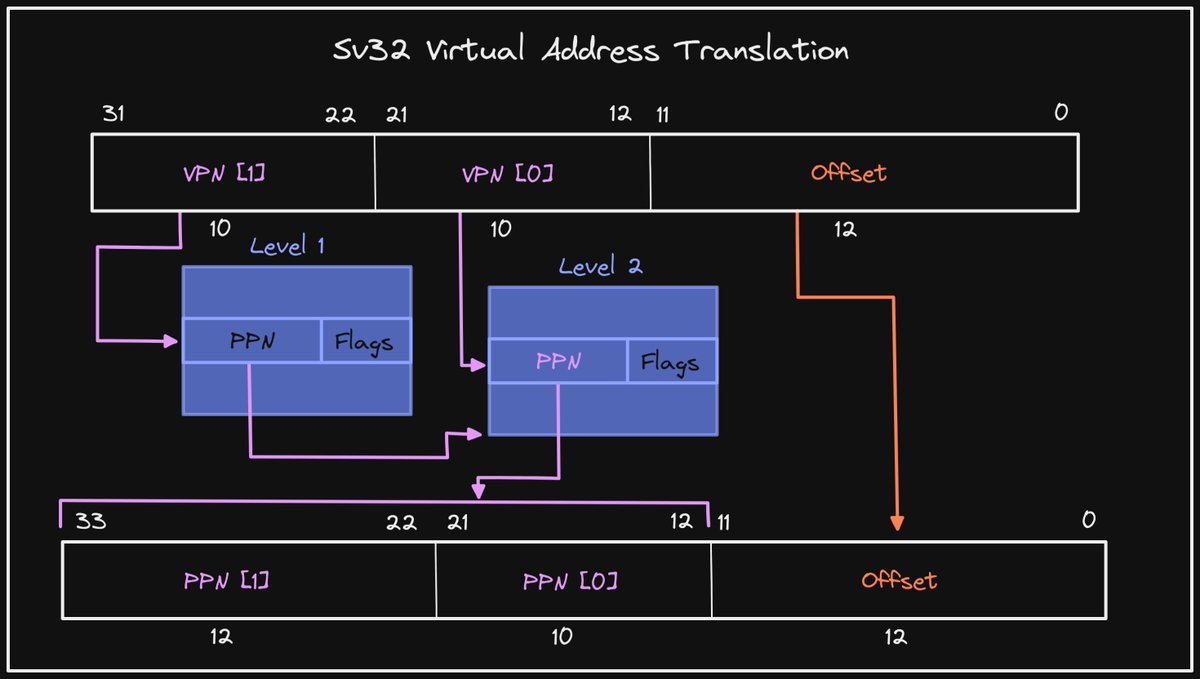 Sv32 Virtual Address Translation
31 22 21 12 11 0
VPN [1] VPN [0] Offset
10 10 12
Level 1
Level 2
PPN Flags
PPN Flags
33 22 21 12 11 0
PPN [1] PPN [0] Offset
12 10 12